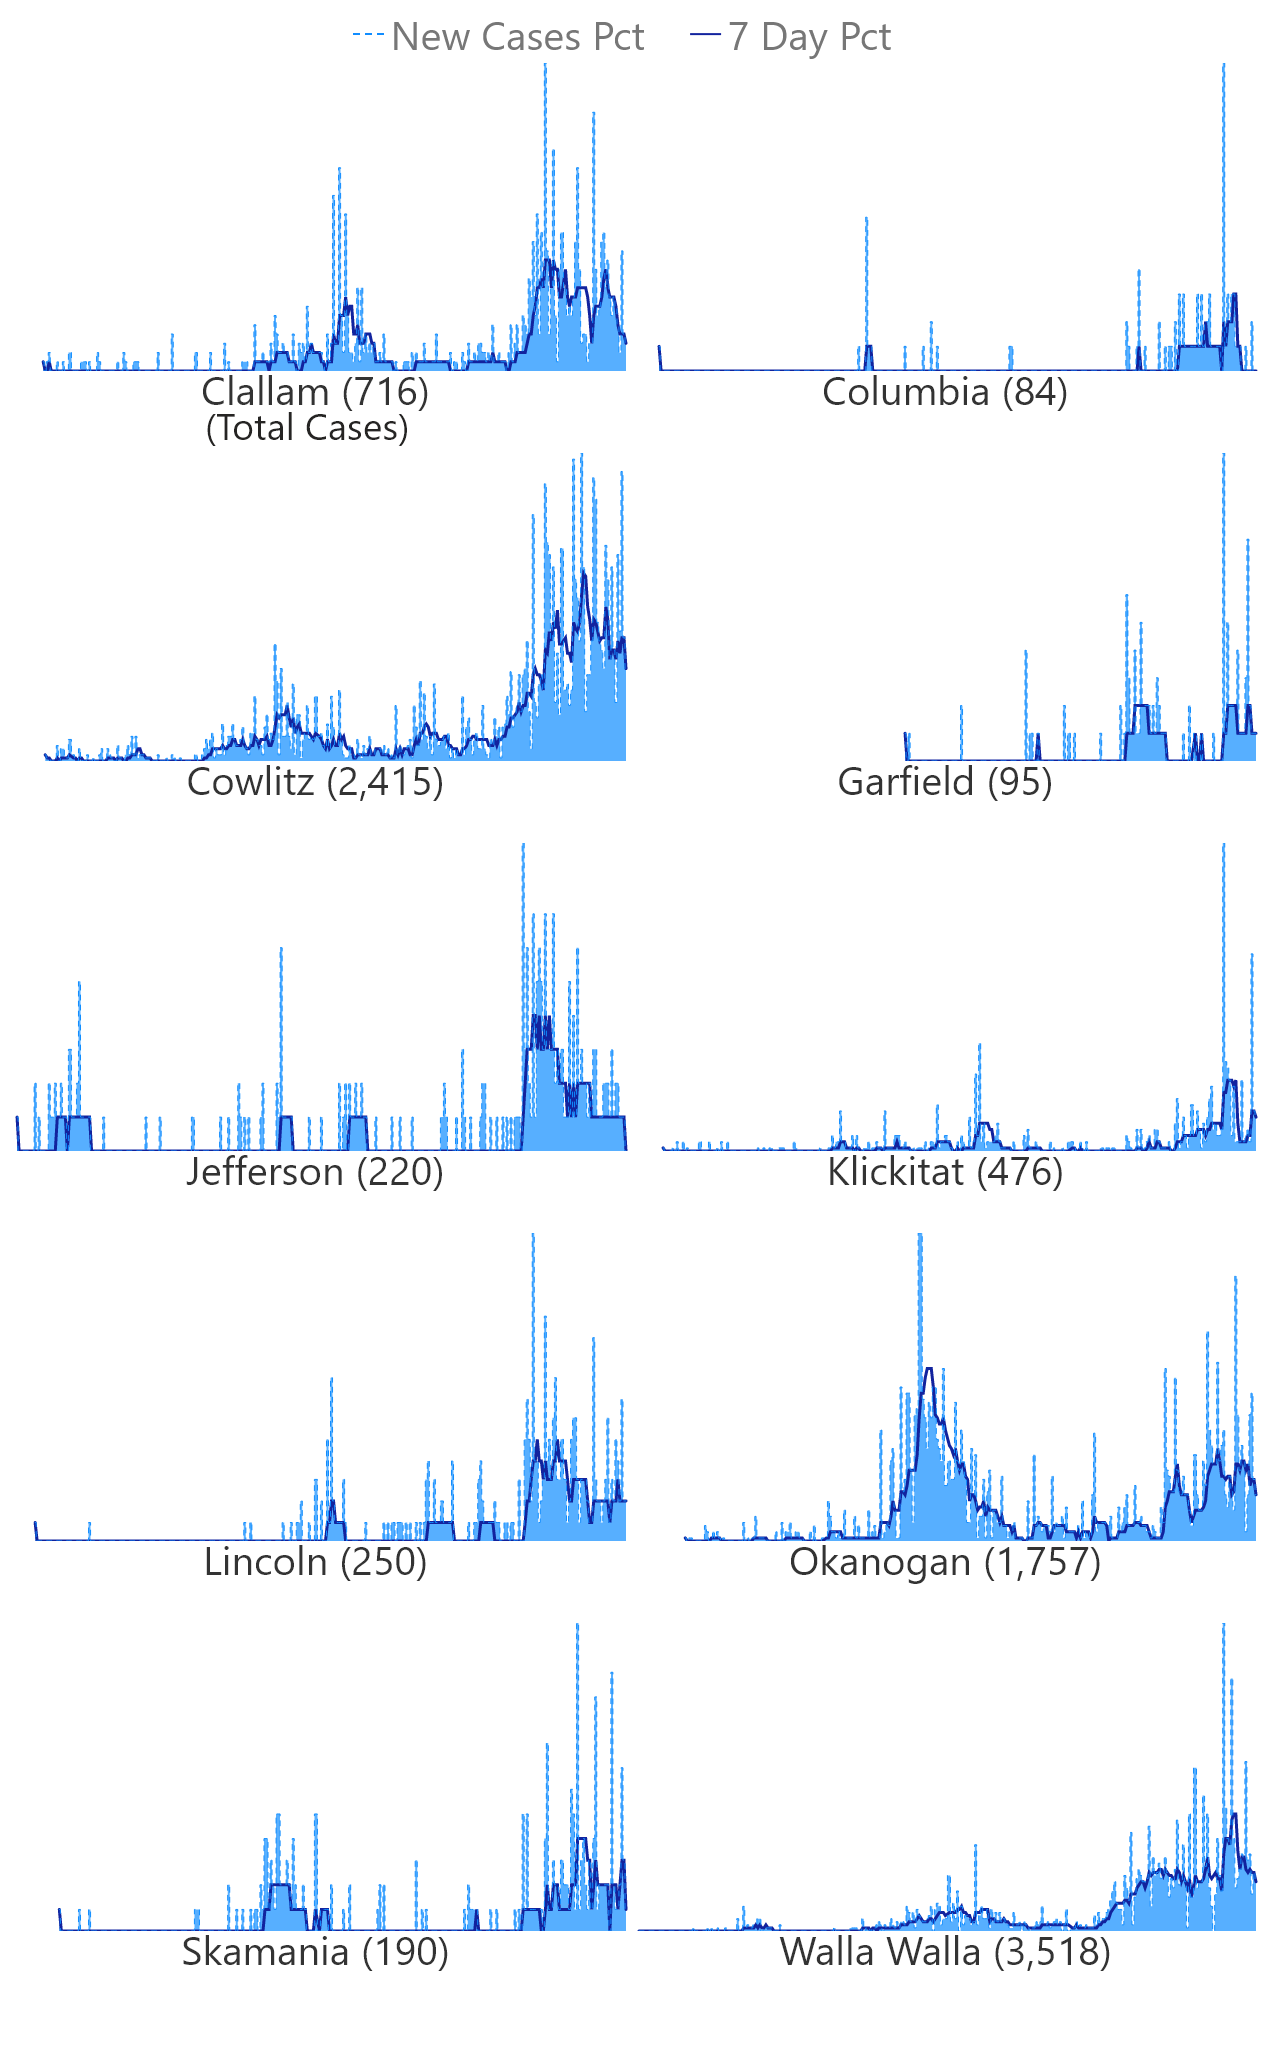 New Cases Pct 7 Day Pct
Clallam (716)
(Total Cases)
Columbia (84)
Cowlitz (2,415)
Garfield (95)
Jefferson (220)
Klickitat (476)
Lincoln (250)
Okanogan (1,757)
Skamania (190)
Walla Walla (3,518)